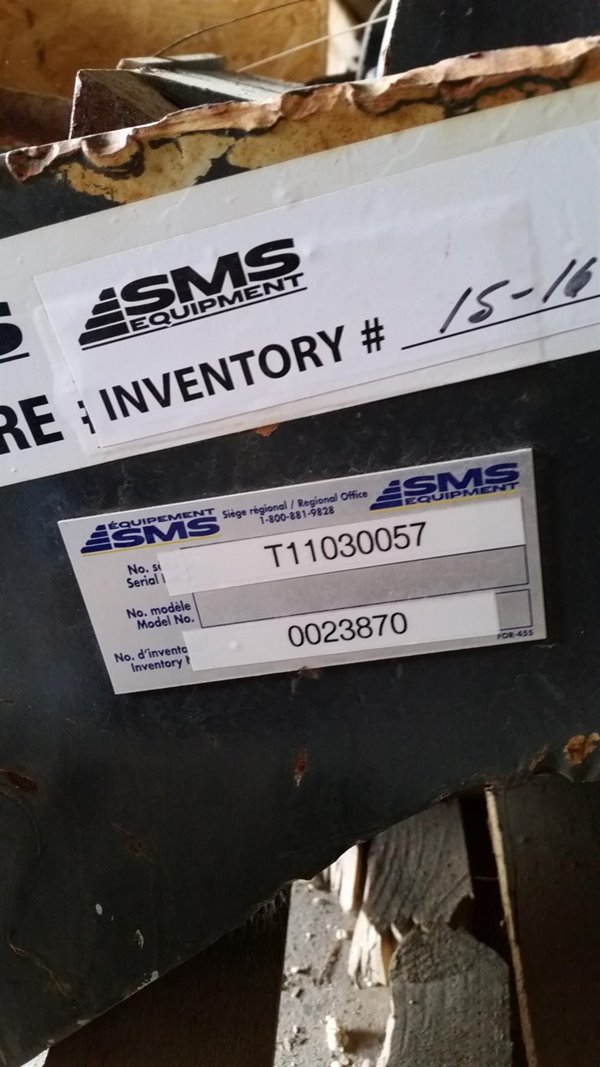 S
SMS
EQUIPMENT
INVENTORY # 15-16
RE #
ÉQUIPEMENT
SMS
Siège régional / Regional Office
1-800-881-9828
SMS
EQUIPMENT
No. sé
Serial
T11030057
No. modèle
Model No.
No. d'inventa
Inventory N
0023870
FOR-455